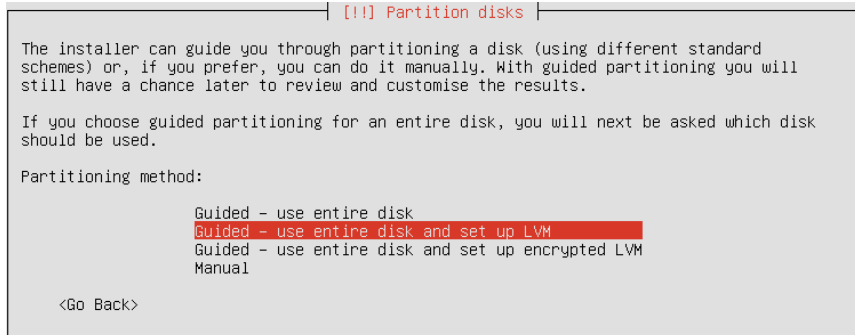 [!!] Partition disks
The installer can guide you through partitioning a disk (using different standard
schemes) or, if you prefer, you can do it manually. With guided partitioning you will
still have a chance later to review and customise the results.
If you choose guided partitioning for an entire disk, you will next be asked which disk
should be used.
Partitioning method:
Guided – use entire disk
Guided – use entire disk and set up LVM
Guided – use entire disk and set up encrypted LVM
Manual
<Go Back>